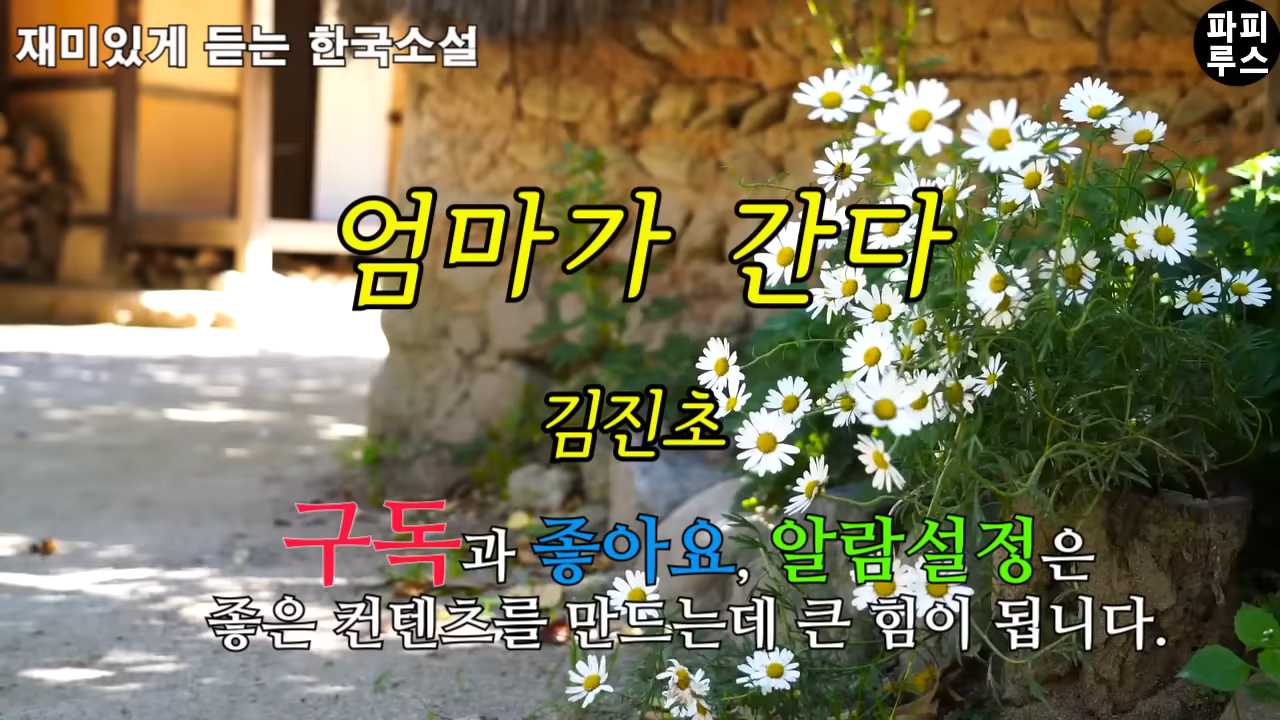 재미있게 듣는 한국소설
파피
루스
엄마가 간다
김진초
구독과 좋아요, 알람설정은
좋은 컨텐츠를 만드는데 큰 힘이 됩니다.